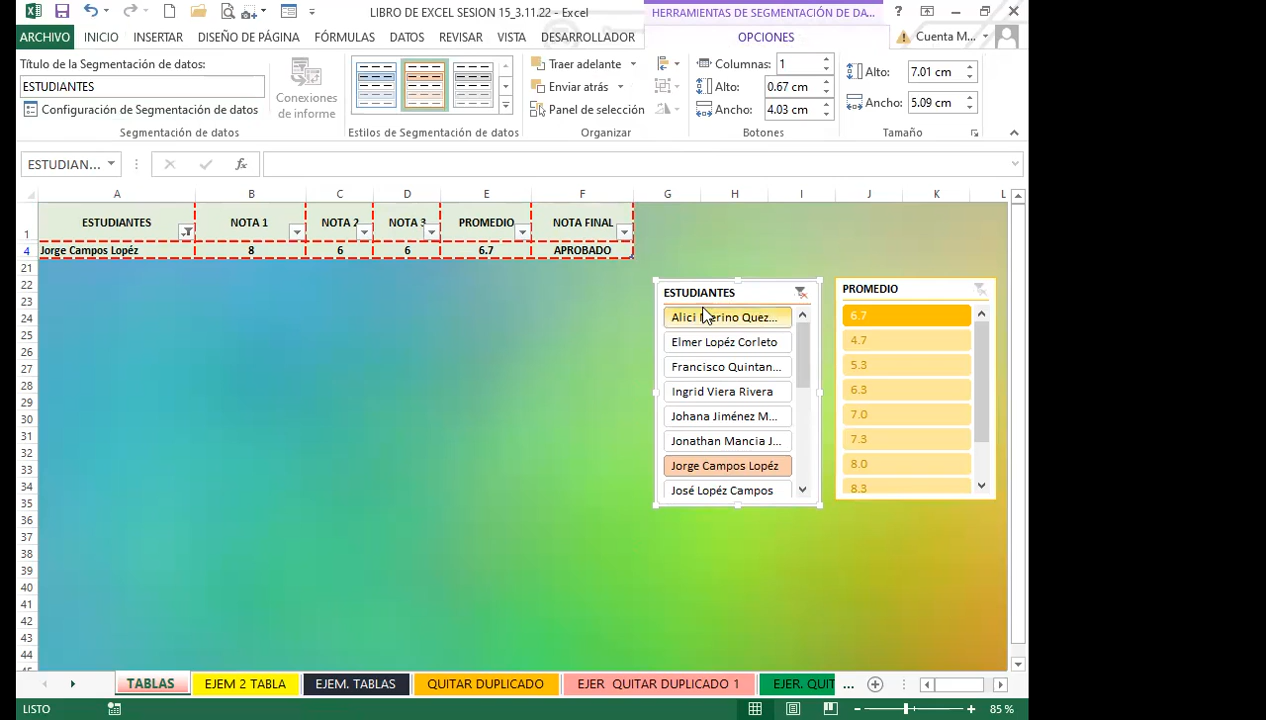 LIBRO DE EXCEL SESION 15_3.11.22 - Excel
HERRAMIENTAS DE SEGMENTACIÓN DE DA...
?
ARCHIVO INICIO INSERTAR DISEÑO DE PÁGINA FÓRMULAS DATOS REVISAR VISTA DESARROLLADOR OPCIONES Cuenta M...
Título de la Segmentación de datos:
ESTUDIANTES
Configuración de Segmentación de datos
Segmentación de datos
Conexiones
de informe
Estilos de Segmentación de datos
Traer adelante
Enviar atrás
Panel de selección
Organizar
Columnas: 1
Alto: 0.67 cm
Ancho: 4.03 cm
Botones
Alto: 7.01 cm
Ancho: 5.09 cm
Tamaño
ESTUDIAN... fx
A B C D E F G H I J K L
1 ESTUDIANTES NOTA 1 NOTA 2 NOTA 3 PROMEDIO NOTA FINAL
4 Jorge Campos Lopéz 8 6 6 6.7 APROBADO
21
22
23
24
25
26
27
28
29
30
31
32
33
34
35
36
37
38
39
40
41
42
43
44
45
ESTUDIANTES
Alici Merino Quez...
Elmer Lopéz Corleto
Francisco Quintan...
Ingrid Viera Rivera
Johana Jiménez M...
Jonathan Mancia J...
Jorge Campos Lopéz
José Lopéz Campos
PROMEDIO
6.7
4.7
5.3
6.3
7.0
7.3
8.0
8.3
TABLAS EJEM 2 TABLA EJEM. TABLAS QUITAR DUPLICADO EJER QUITAR DUPLICADO 1 EJER. QUIT ...
LISTO 85 %